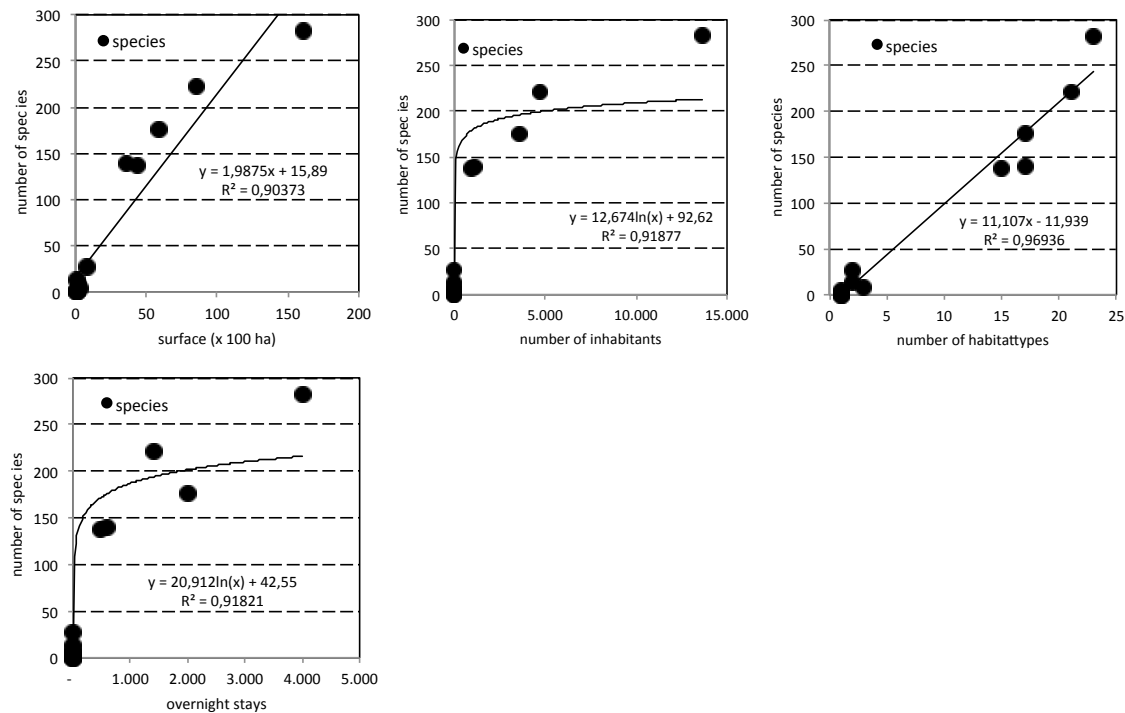 300
250
200
150
100
50
0
number of spec ies
species
y = 1,9875x + 15,89
R² = 0,90373
0 50 100 150 200
surface (x 100 ha)
300
250
200
150
100
50
0
number of spec ies
species
y = 12,674ln(x) + 92,62
R² = 0,91877
0 5.000 10.000 15.000
number of inhabitants
300
250
200
150
100
50
0
number of species
species
y = 11,107x - 11,939
R² = 0,96936
0 5 10 15 20 25
number of habitattypes
300
250
200
150
100
50
0
number of spec ies
species
y = 20,912ln(x) + 42,55
R² = 0,91821
- 1.000 2.000 3.000 4.000 5.000
overnight stays